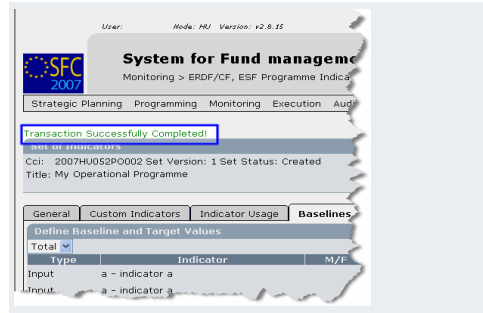 User: Node: HU Version: v2.8.15
SFC
2007
System for Fund manageme
Monitoring > ERDF/CF, ESF Programme Indica
Strategic Planning Programming Monitoring Execution Audi
Transaction Successfully Completed!
Set of Indicators
Cci: 2007HU052PO002 Set Version: 1 Set Status: Created
Title: My Operational Programme
General Custom Indicators Indicator Usage Baselines
Define Baseline and Target Values
Total
Type Indicator M/F
Input a - indicator a
Input a - indicator a